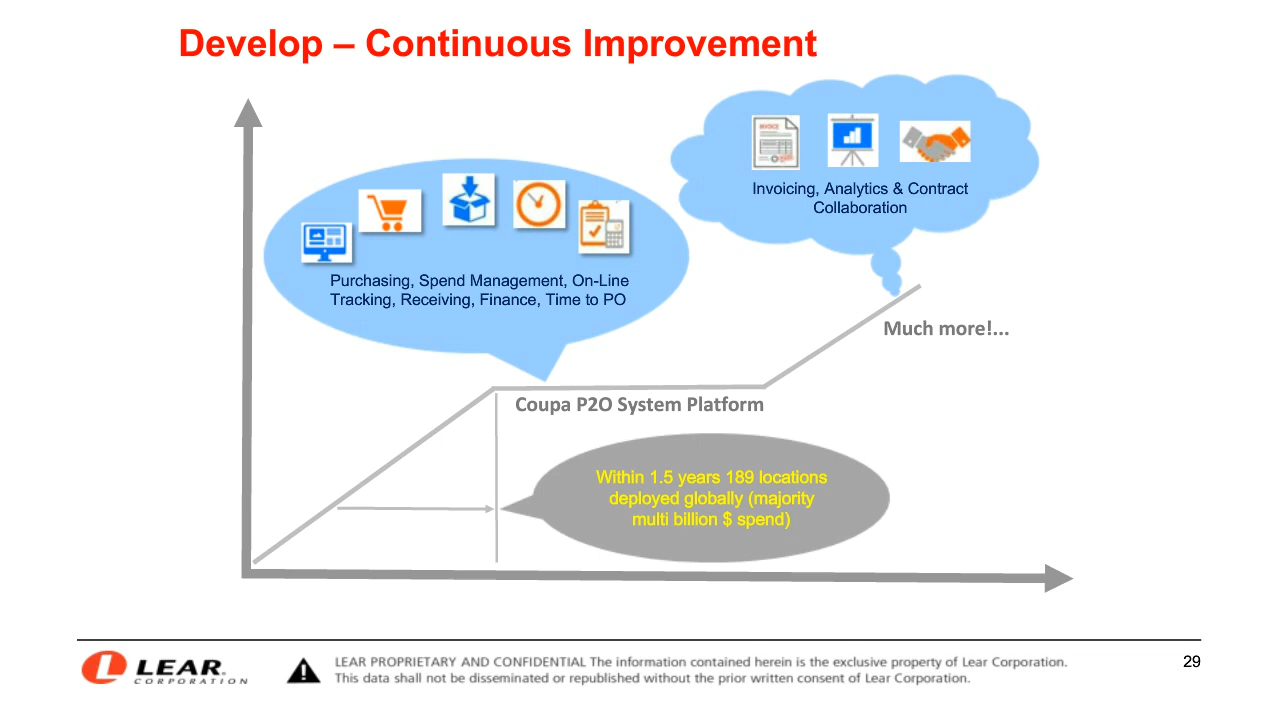 Develop – Continuous Improvement
INVOICE
Invoicing, Analytics & Contract
Collaboration
Purchasing, Spend Management, On-Line
Tracking, Receiving, Finance, Time to PO
Much more!...
Coupa P2O System Platform
Within 1.5 years 189 locations
deployed globally (majority
multi billion $ spend)
LEAR.
CORPORATION
LEAR PROPRIETARY AND CONFIDENTIAL The information contained herein is the exclusive property of Lear Corporation.
This data shall not be disseminated or republished without the prior written consent of Lear Corporation.
29